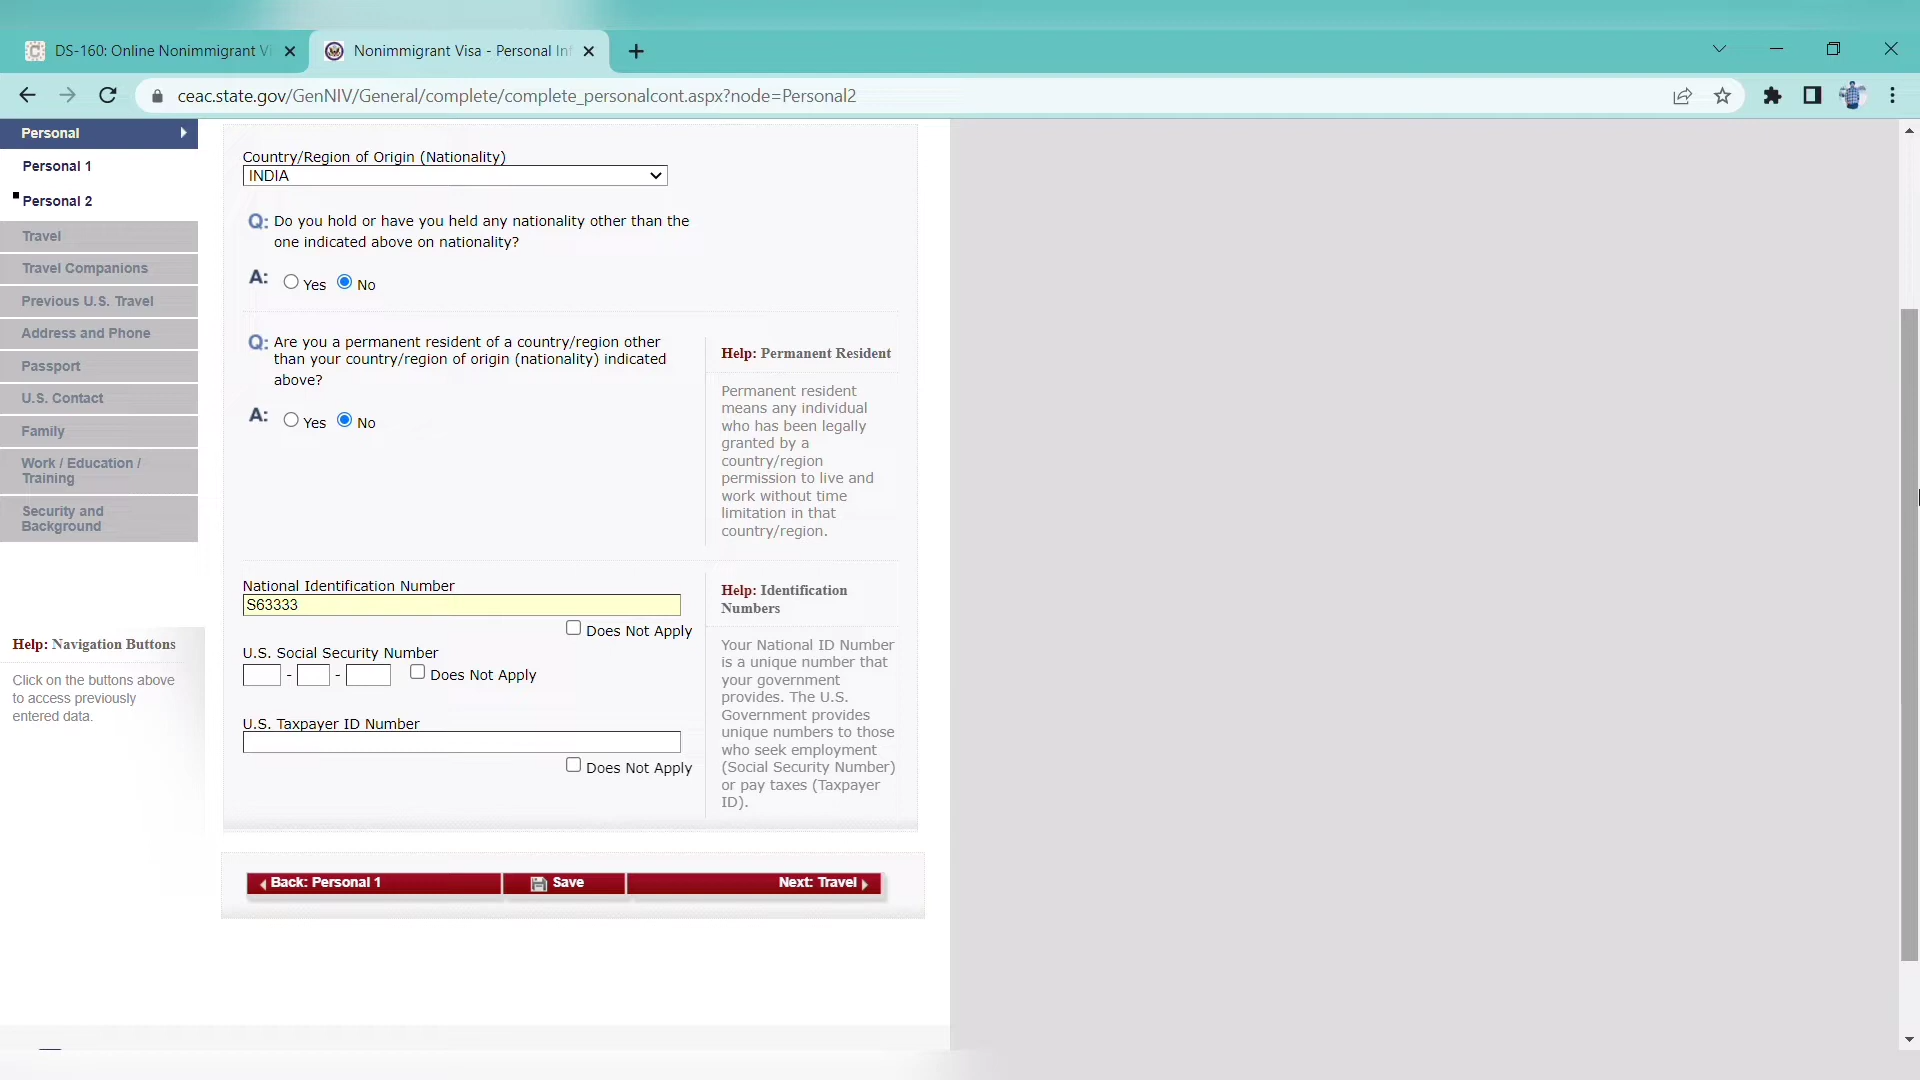 DS-160: Online Nonimmigrant Vi
Nonimmigrant Visa - Personal Inf
ceac.state.gov/GenNIV/General/complete/complete_personalcont.aspx?node=Personal2
Personal
Personal 1
Personal 2
Travel
Travel Companions
Previous U.S. Travel
Address and Phone
Passport
U.S. Contact
Family
Work / Education /
Training
Security and
Background
Help: Navigation Buttons
Click on the buttons above
to access previously
entered data.
Country/Region of Origin (Nationality)
INDIA
Q: Do you hold or have you held any nationality other than the
one indicated above on nationality?
A: Yes No
Q: Are you a permanent resident of a country/region other
than your country/region of origin (nationality) indicated
above?
A: Yes No
Help: Permanent Resident
Permanent resident
means any individual
who has been legally
granted by a
country/region
permission to live and
work without time
limitation in that
country/region.
National Identification Number
S63333
Does Not Apply
U.S. Social Security Number
- - Does Not Apply
U.S. Taxpayer ID Number
Does Not Apply
Help: Identification
Numbers
Your National ID Number
is a unique number that
your government
provides. The U.S.
Government provides
unique numbers to those
who seek employment
(Social Security Number)
or pay taxes (Taxpayer
ID).
Back: Personal 1
Save
Next: Travel